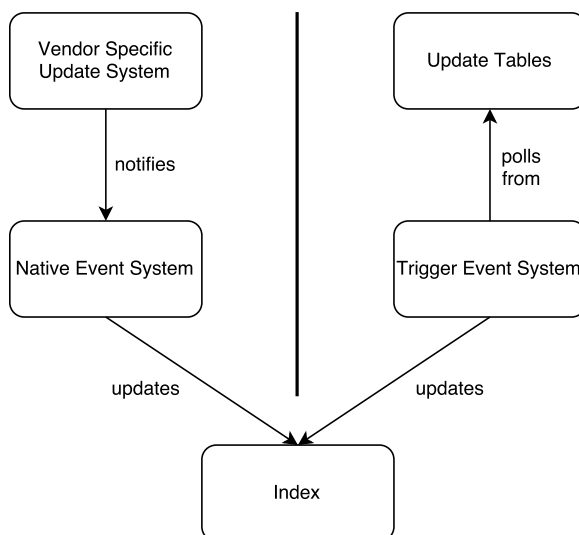 Vendor Specific
Update System
Update Tables
notifies
polls
from
Native Event System
Trigger Event System
updates
updates
Index